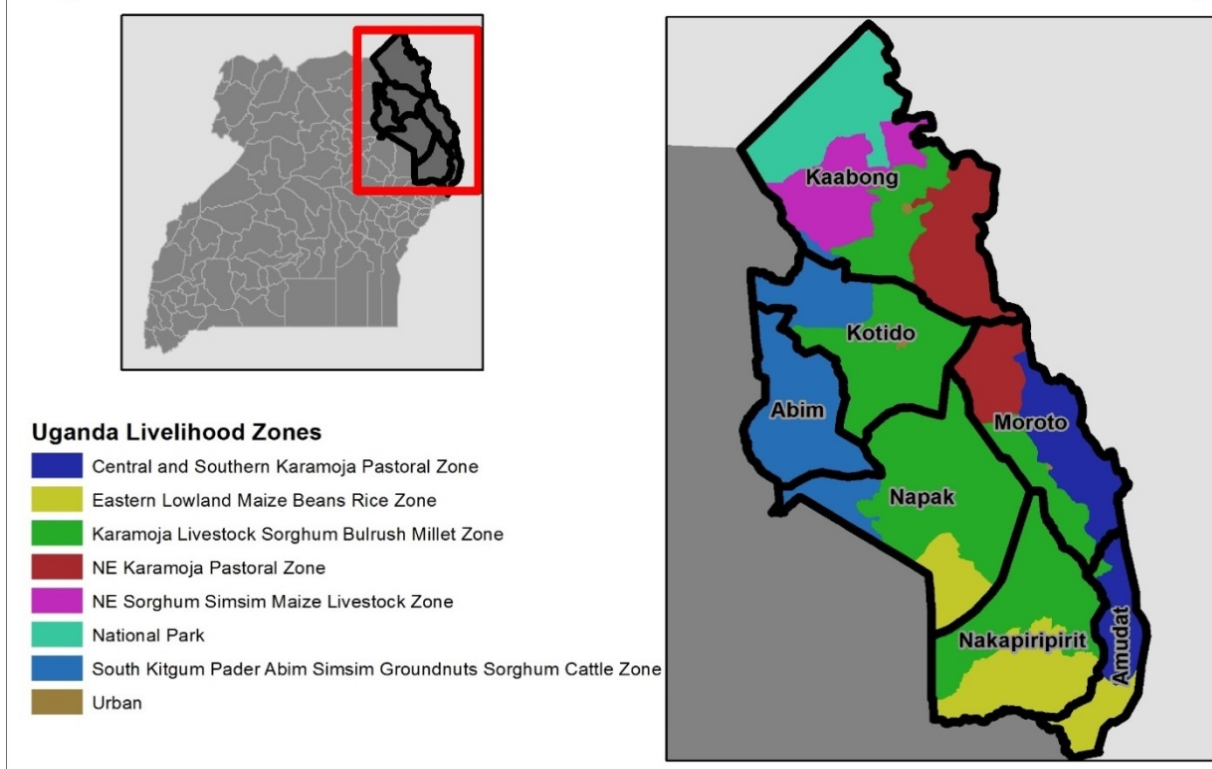 Uganda Livelihood Zones
Central and Southern Karamoja Pastoral Zone
Eastern Lowland Maize Beans Rice Zone
Karamoja Livestock Sorghum Bulrush Millet Zone
NE Karamoja Pastoral Zone
NE Sorghum Simsim Maize Livestock Zone
National Park
South Kitgum Pader Abim Simsim Groundnuts Sorghum Cattle Zone
Urban
Kaabong
Kotido
Abim
Moroto
Napak
Nakapiripirit
Amudat